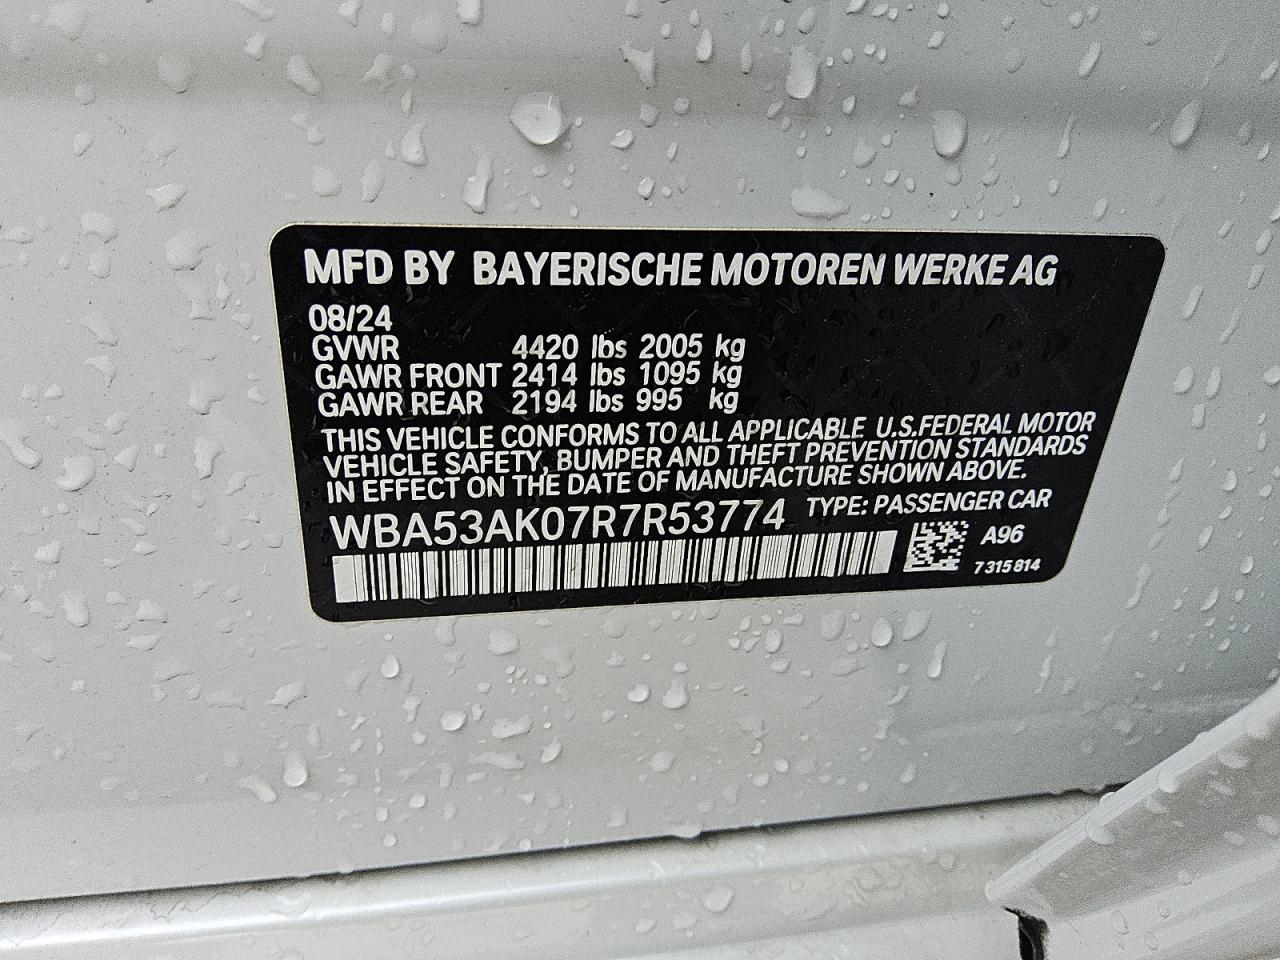 MFD BY BAYERISCHE MOTOREN WERKE AG
08/24
GVWR 4420 lbs 2005 kg
GAWR FRONT 2414 lbs 1095 kg
GAWR REAR 2194 lbs 995 kg
THIS VEHICLE CONFORMS TO ALL APPLICABLE U.S.FEDERAL MOTOR
VEHICLE SAFETY, BUMPER AND THEFT PREVENTION STANDARDS
IN EFFECT ON THE DATE OF MANUFACTURE SHOWN ABOVE.
WBA53AK07R7R53774 TYPE: PASSENGER CAR
A96
7315814